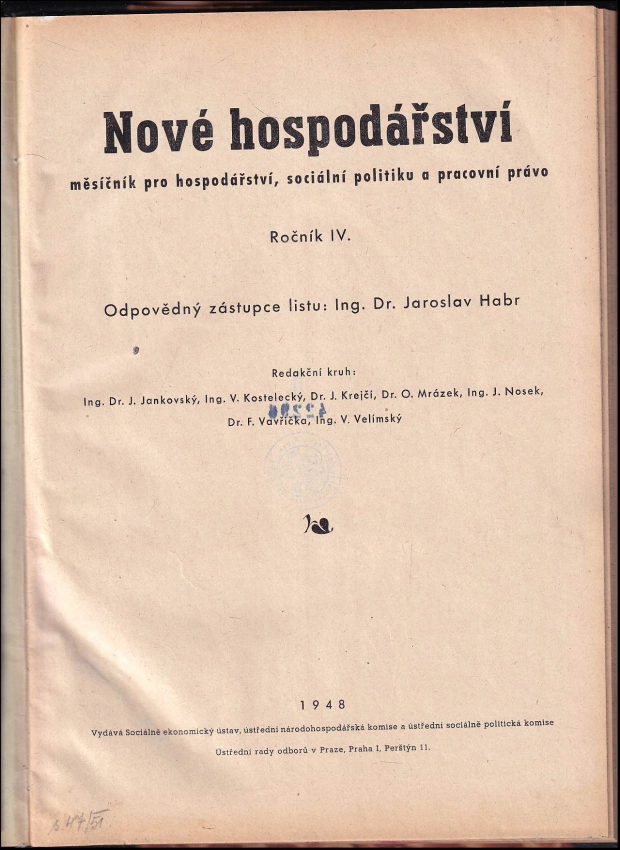 Nové hospodářství
měsíčník pro hospodářství, sociální politiku a pracovní právo
Ročník IV.
Odpovědný zástupce listu: Ing. Dr. Jaroslav Habr
Redakční kruh:
Ing. Dr. J. Jankovský, Ing. V. Kostelecký, Dr. J. Krejčí, Dr. O. Mrázek, Ing. J. Nosek,
Dr. F. Vavřička, Ing. V. Velímský
1948
Vydává Sociálně ekonomický ústav, ústřední národohospodářská komise a ústřední sociálně politická komise
Ústřední rady odborů v Praze, Praha I, Perštýn 11.